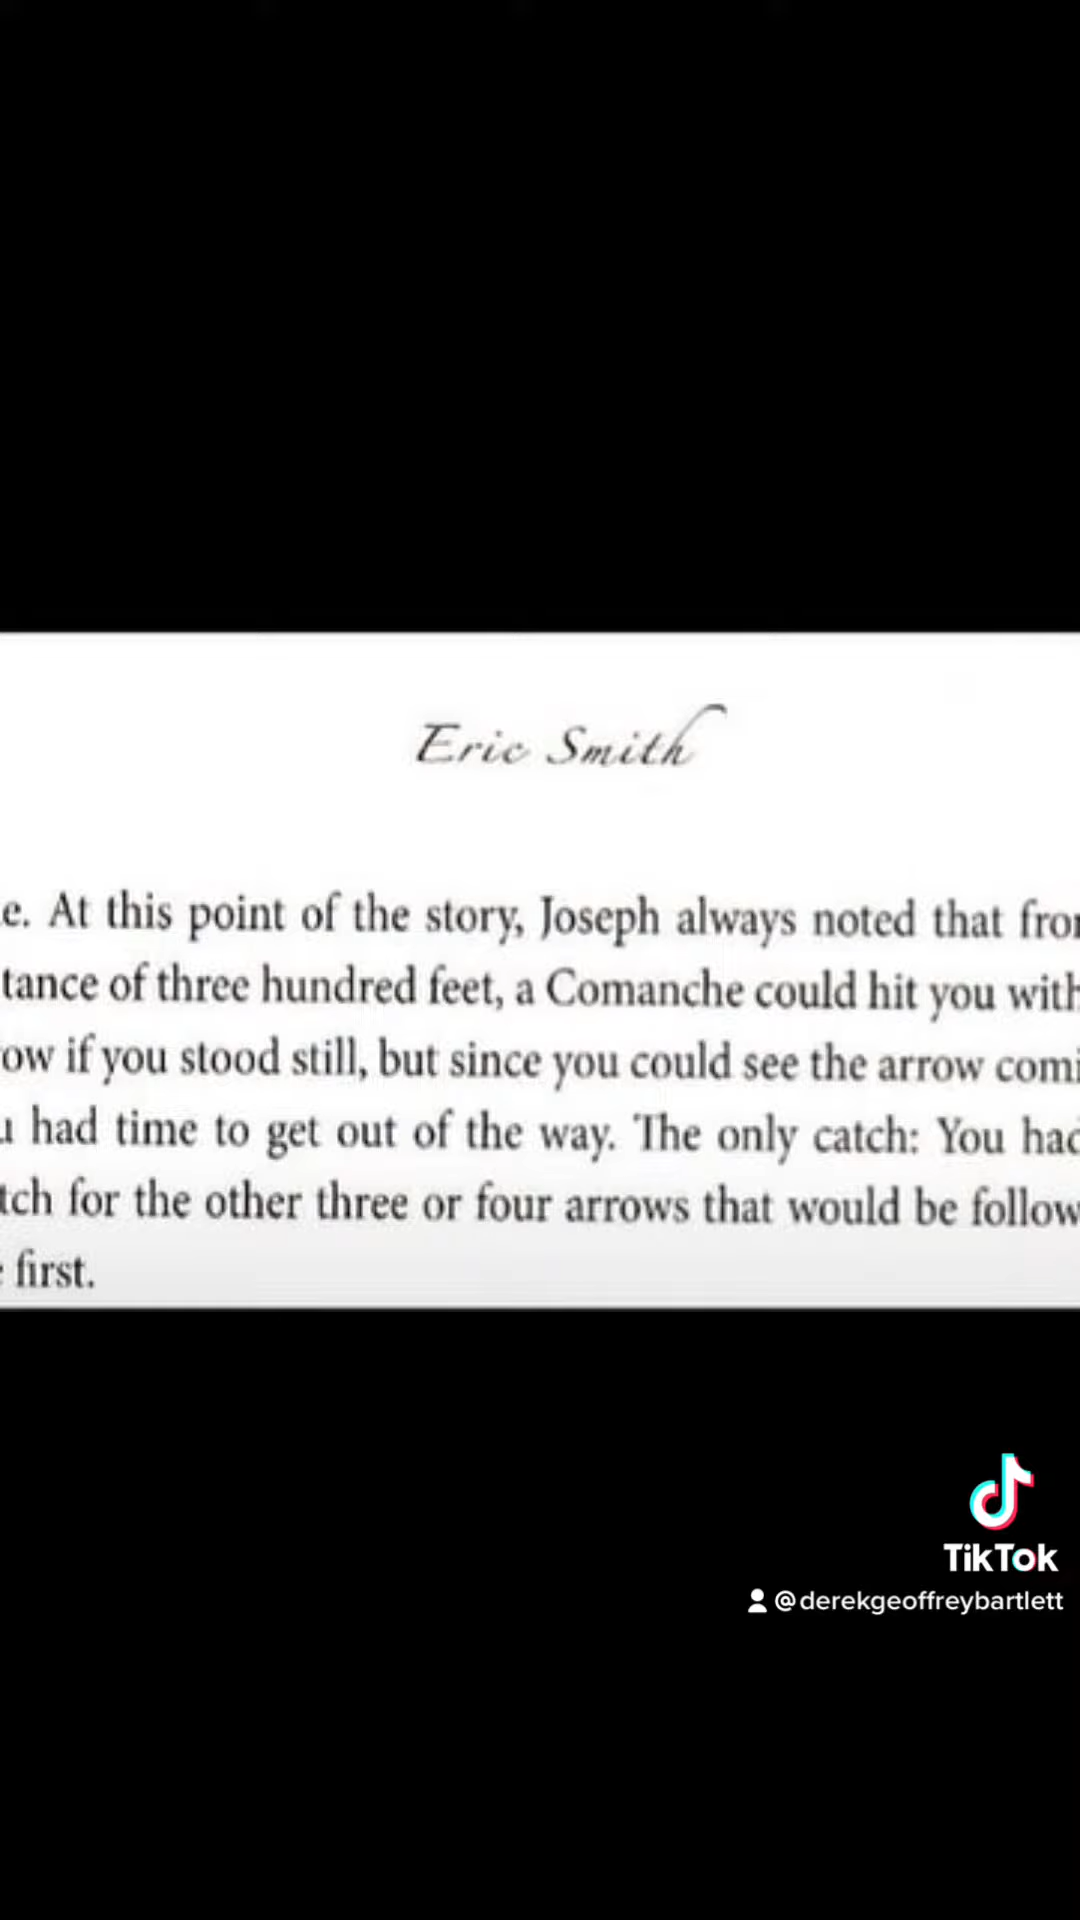 Eric Smith
e. At this point of the story, Joseph always noted that fro
tance of three hundred feet, a Comanche could hit you with
ow if you stood still, but since you could see the arrow comi
u had time to get out of the way. The only catch: You had
tch for the other three or four arrows that would be follow
first.
TikTok
@derekgeoffreybartlett